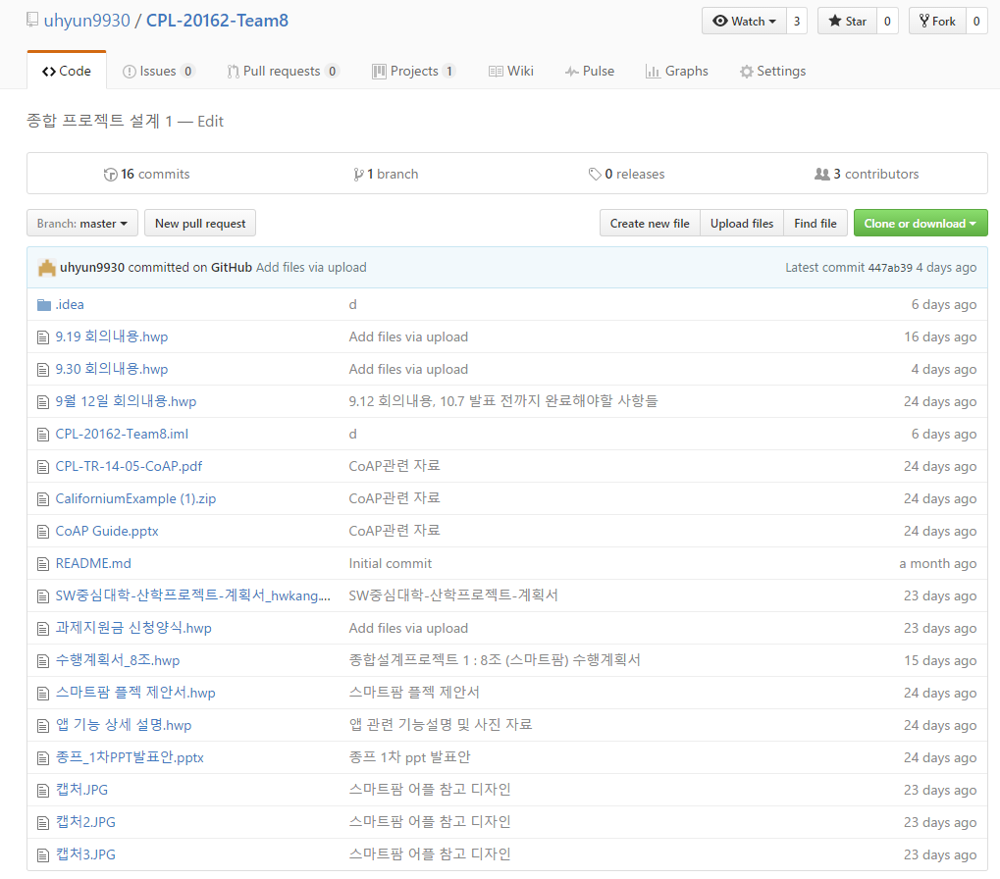 uhyun9930 / CPL-20162-Team8 Watch 3 Star 0 Fork 0
Code Issues 0 Pull requests 0 Projects 1 Wiki Pulse Graphs Settings
종합 프로젝트 설계 1 — Edit
16 commits 1 branch 0 releases 3 contributors
Branch: master New pull request Create new file Upload files Find file Clone or download
uhyun9930 committed on GitHub Add files via upload Latest commit 447ab39 4 days ago
.idea d 6 days ago
9.19 회의내용.hwp Add files via upload 16 days ago
9.30 회의내용.hwp Add files via upload 4 days ago
9월 12일 회의내용.hwp 9.12 회의내용, 10.7 발표 전까지 완료해야할 사항들 24 days ago
CPL-20162-Team8.iml d 6 days ago
CPL-TR-14-05-CoAP.pdf CoAP관련 자료 24 days ago
CaliforniumExample (1).zip CoAP관련 자료 24 days ago
CoAP Guide.pptx CoAP관련 자료 24 days ago
README.md Initial commit a month ago
SW중심대학-산학프로젝트-계획서_hwkang.... SW중심대학-산학프로젝트-계획서 23 days ago
과제지원금 신청양식.hwp Add files via upload 23 days ago
수행계획서_8조.hwp 종합설계프로젝트 1 : 8조 (스마트팜) 수행계획서 15 days ago
스마트팜 플젝 제안서.hwp 스마트팜 플젝 제안서 24 days ago
앱 기능 상세 설명.hwp 앱 관련 기능설명 및 사진 자료 24 days ago
종프_1차PPT발표안.pptx 종프 1차 ppt 발표안 24 days ago
캡처.JPG 스마트팜 어플 참고 디자인 23 days ago
캡처2.JPG 스마트팜 어플 참고 디자인 23 days ago
캡처3.JPG 스마트팜 어플 참고 디자인 23 days ago